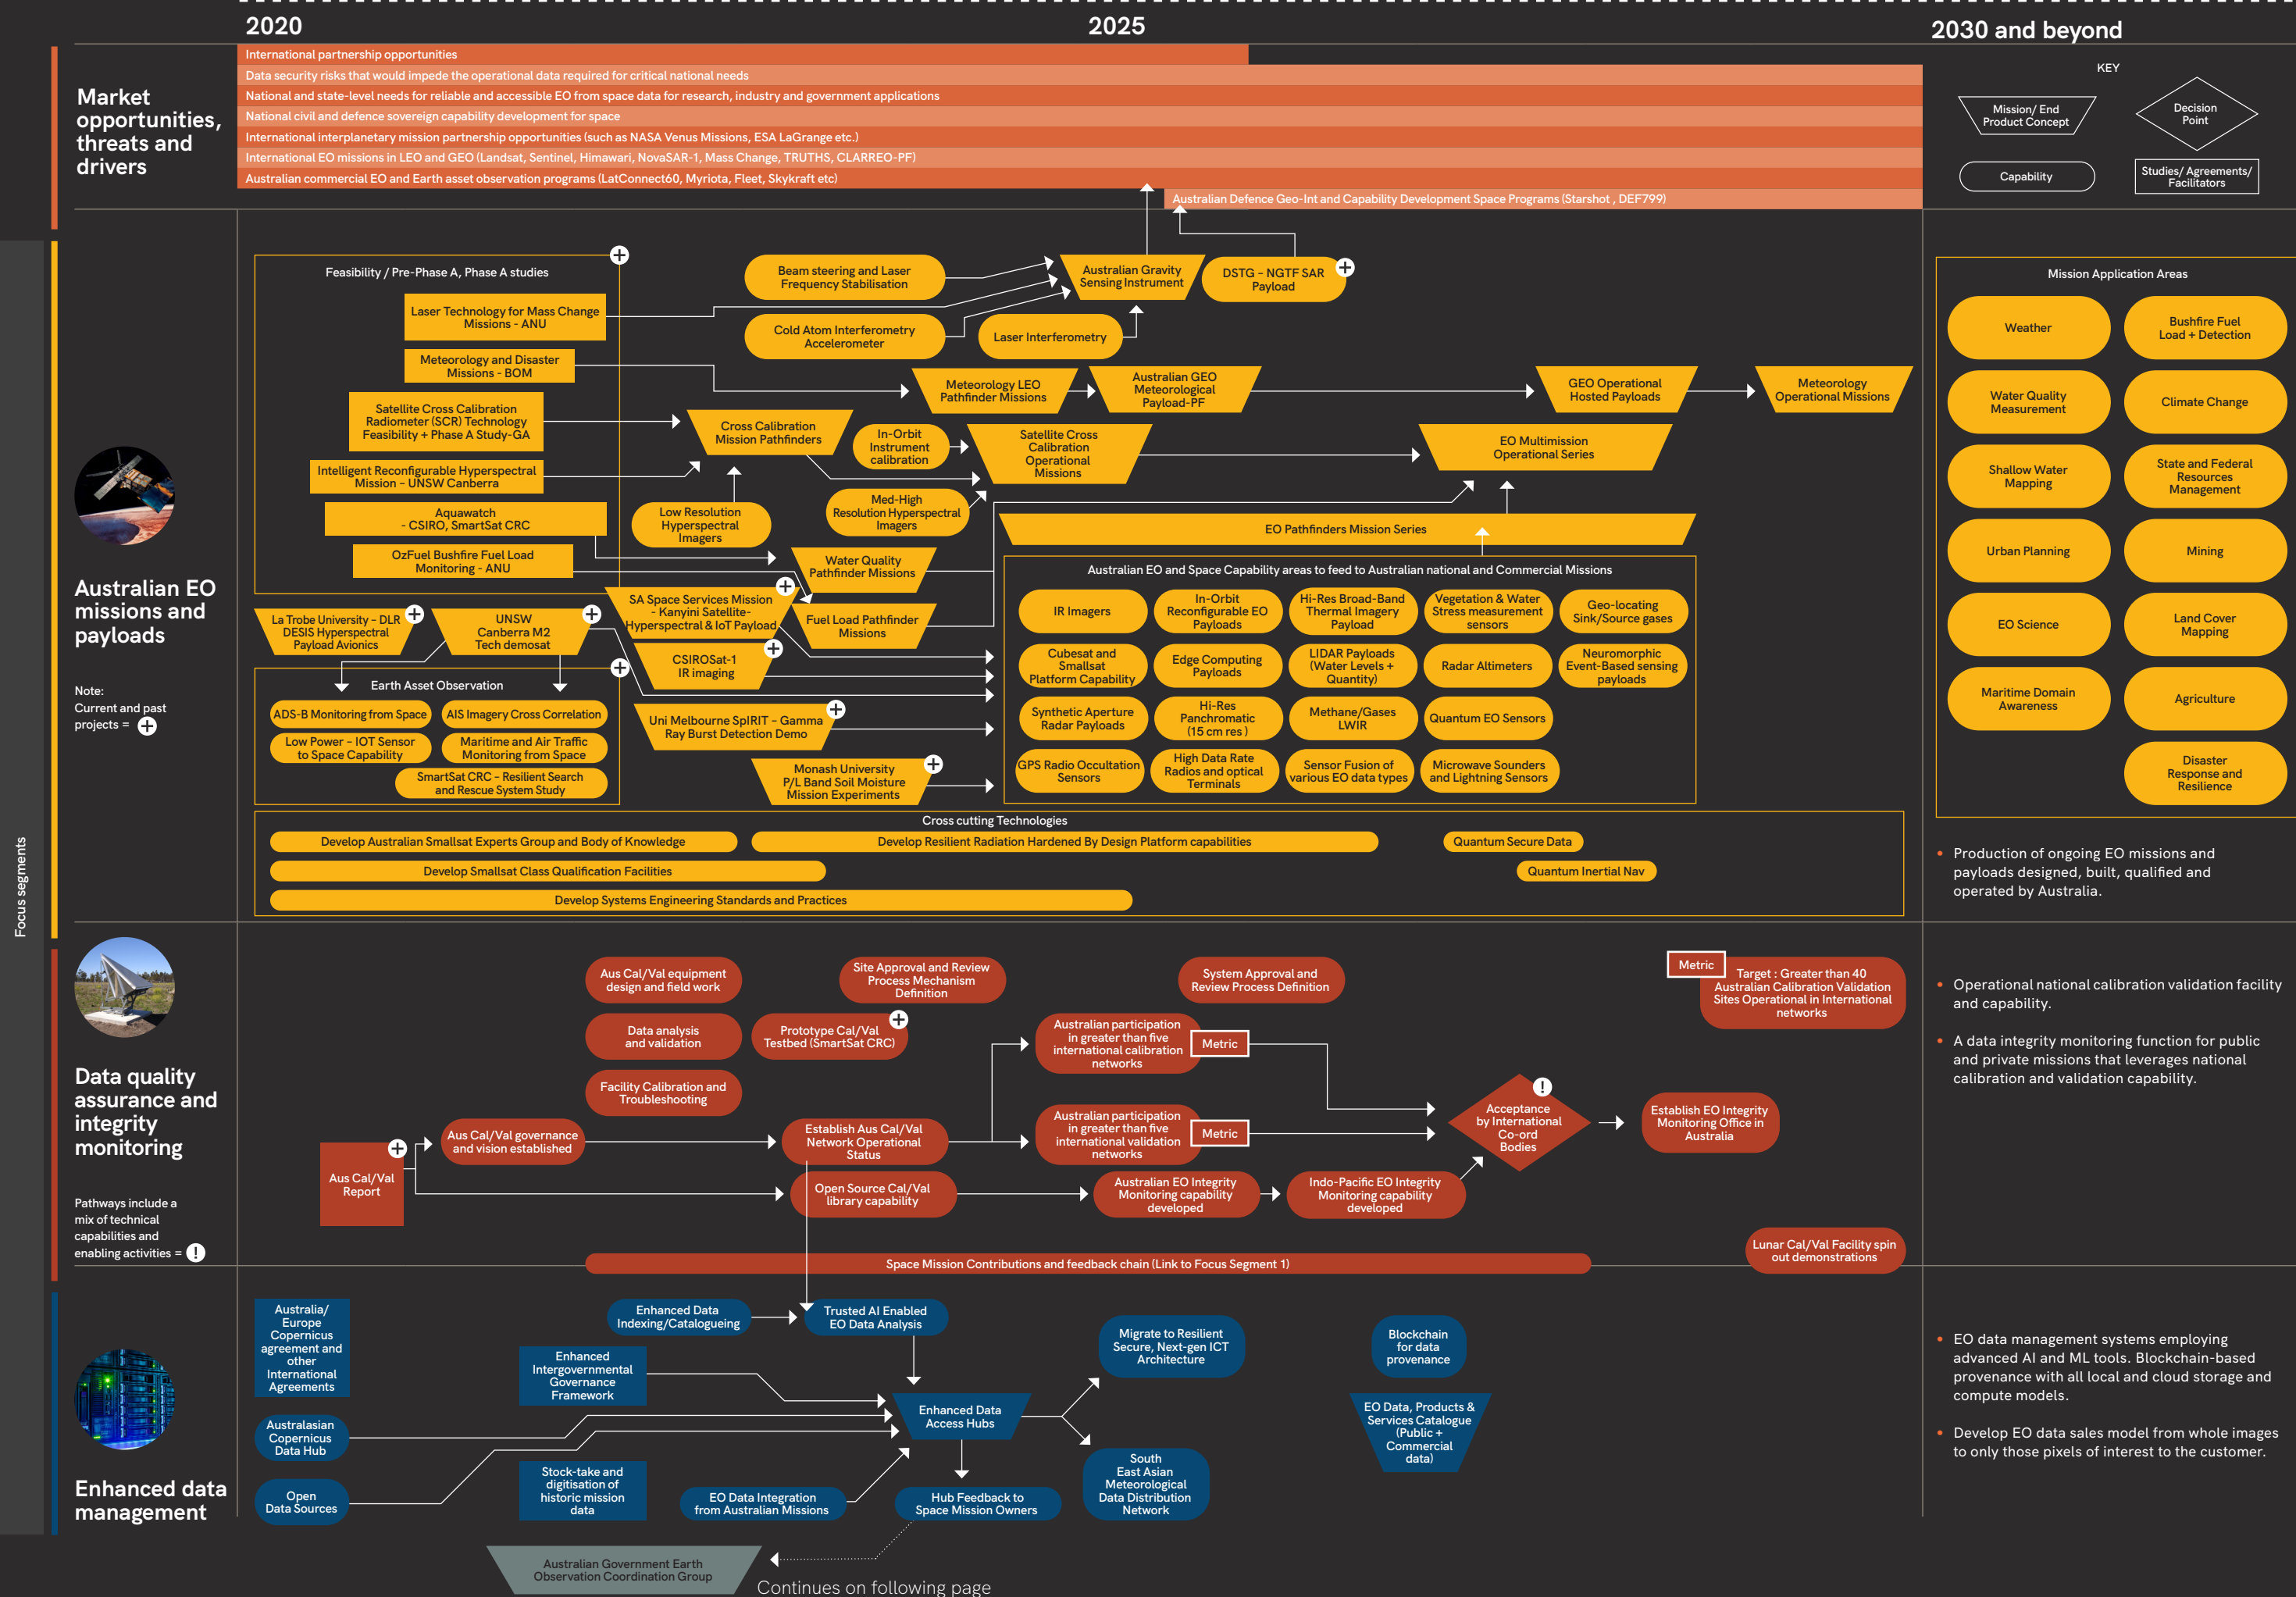 2020
2025
2030 and beyond
Market
opportunities,
threats and
drivers
International partnership opportunities
Data security risks that would impede the operational data required for critical national needs
National and state-level needs for reliable and accessible EO from space data for research, industry and government applications
National civil and defence sovereign capability development for space
International interplanetary mission partnership opportunities (such as NASA Venus Missions, ESA LaGrange etc.)
International EO missions in LEO and GEO (Landsat, Sentinel, Himawari, NovaSAR-1, Mass Change, TRUTHS, CLARREO-PF)
Australian commercial EO and Earth asset observation programs (LatConnect60, Myriota, Fleet, Skykraft etc)
Australian Defence Geo-Int and Capability Development Space Programs (Starshot , DEF799)
KEY
Mission/ End
Product Concept
Decision
Point
Capability
Studies/ Agreements/
Facilitators
Focus segments
Australian EO
missions and
payloads
Note:
Current and past
projects = +
Feasibility / Pre-Phase A, Phase A studies
+
Laser Technology for Mass Change
Missions - ANU
Meteorology and Disaster
Missions - BOM
Satellite Cross Calibration
Radiometer (SCR) Technology
Feasibility + Phase A Study-GA
Intelligent Reconfigurable Hyperspectral
Mission – UNSW Canberra
Aquawatch
- CSIRO, SmartSat CRC
OzFuel Bushfire Fuel Load
Monitoring - ANU
Beam steering and Laser
Frequency Stabilisation
Cold Atom Interferometry
Accelerometer
Laser Interferometry
Australian Gravity
Sensing Instrument
DSTG – NGTF SAR
Payload
+
Meteorology LEO
Pathfinder Missions
Australian GEO
Meteorological
Payload-PF
GEO Operational
Hosted Payloads
Meteorology
Operational Missions
Cross Calibration
Mission Pathfinders
In-Orbit
Instrument
calibration
Satellite Cross
Calibration
Operational
Missions
EO Multimission
Operational Series
Low Resolution
Hyperspectral
Imagers
Med-High
Resolution Hyperspectral
Imagers
EO Pathfinders Mission Series
Water Quality
Pathfinder Missions
SA Space Services Mission
- Kanyini Satellite-
Hyperspectral & IoT Payload
+
Fuel Load Pathfinder
Missions
La Trobe University – DLR
DESIS Hyperspectral
Payload Avionics
+
UNSW
Canberra M2
Tech demosat
+
CSIROSat-1
IR imaging
+
Uni Melbourne SpIRIT – Gamma
Ray Burst Detection Demo
+
Monash University
P/L Band Soil Moisture
Mission Experiments
+
Earth Asset Observation
+
ADS-B Monitoring from Space
AIS Imagery Cross Correlation
Low Power – IOT Sensor
to Space Capability
Maritime and Air Traffic
Monitoring from Space
SmartSat CRC – Resilient Search
and Rescue System Study
Australian EO and Space Capability areas to feed to Australian national and Commercial Missions
IR Imagers
In-Orbit
Reconfigurable EO
Payloads
Hi-Res Broad-Band
Thermal Imagery
Payload
Vegetation & Water
Stress measurement
sensors
Geo-locating
Sink/Source gases
Cubesat and
Smallsat
Platform Capability
Edge Computing
Payloads
LIDAR Payloads
(Water Levels +
Quantity)
Radar Altimeters
Neuromorphic
Event-Based sensing
payloads
Synthetic Aperture
Radar Payloads
Hi-Res
Panchromatic
(15 cm res )
Methane/Gases
LWIR
Quantum EO Sensors
GPS Radio Occultation
Sensors
High Data Rate
Radios and optical
Terminals
Sensor Fusion of
various EO data types
Microwave Sounders
and Lightning Sensors
Cross cutting Technologies
Develop Australian Smallsat Experts Group and Body of Knowledge
Develop Resilient Radiation Hardened By Design Platform capabilities
Quantum Secure Data
Develop Smallsat Class Qualification Facilities
Quantum Inertial Nav
Develop Systems Engineering Standards and Practices
Mission Application Areas
Weather
Bushfire Fuel
Load + Detection
Water Quality
Measurement
Climate Change
Shallow Water
Mapping
State and Federal
Resources
Management
Urban Planning
Mining
EO Science
Land Cover
Mapping
Maritime Domain
Awareness
Agriculture
Disaster
Response and
Resilience
• Production of ongoing EO missions and
payloads designed, built, qualified and
operated by Australia.
Data quality
assurance and
integrity
monitoring
Pathways include a
mix of technical
capabilities and
enabling activities = !
Aus Cal/Val equipment
design and field work
Site Approval and Review
Process Mechanism
Definition
System Approval and
Review Process Definition
Metric
Target : Greater than 40
Australian Calibration Validation
Sites Operational in International
networks
Data analysis
and validation
Prototype Cal/Val
Testbed (SmartSat CRC)
+
Australian participation
in greater than five
international calibration
networks
Metric
Facility Calibration and
Troubleshooting
Aus Cal/Val
Report
+
Aus Cal/Val governance
and vision established
Establish Aus Cal/Val
Network Operational
Status
Australian participation
in greater than five
international validation
networks
Metric
!
Acceptance
by International
Co-ord
Bodies
Establish EO Integrity
Monitoring Office in
Australia
Open Source Cal/Val
library capability
Australian EO Integrity
Monitoring capability
developed
Indo-Pacific EO Integrity
Monitoring capability
developed
Lunar Cal/Val Facility spin
out demonstrations
Space Mission Contributions and feedback chain (Link to Focus Segment 1)
• Operational national calibration validation facility
and capability.
• A data integrity monitoring function for public
and private missions that leverages national
calibration and validation capability.
Enhanced data
management
Australia/
Europe
Copernicus
agreement and
other
International
Agreements
Australasian
Copernicus
Data Hub
Open
Data Sources
Enhanced Data
Indexing/Catalogueing
Trusted AI Enabled
EO Data Analysis
Enhanced
Intergovernmental
Governance
Framework
Stock-take and
digitisation of
historic mission
data
EO Data Integration
from Australian Missions
Enhanced Data
Access Hubs
Hub Feedback to
Space Mission Owners
Migrate to Resilient
Secure, Next-gen ICT
Architecture
South
East Asian
Meteorological
Data Distribution
Network
Blockchain
for data
provenance
EO Data, Products &
Services Catalogue
(Public +
Commercial
data)
• EO data management systems employing
advanced AI and ML tools. Blockchain-based
provenance with all local and cloud storage and
compute models.
• Develop EO data sales model from whole images
to only those pixels of interest to the customer.
Australian Government Earth
Observation Coordination Group
Continues on following page